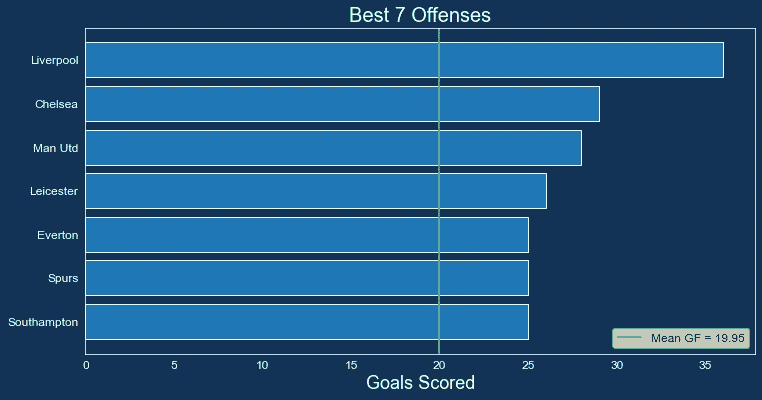 Best 7 Offenses
Liverpool
Chelsea
Man Utd
Leicester
Everton
Spurs
Southampton
Mean GF = 19.95
0 5 10 15 20 25 30 35
Goals Scored